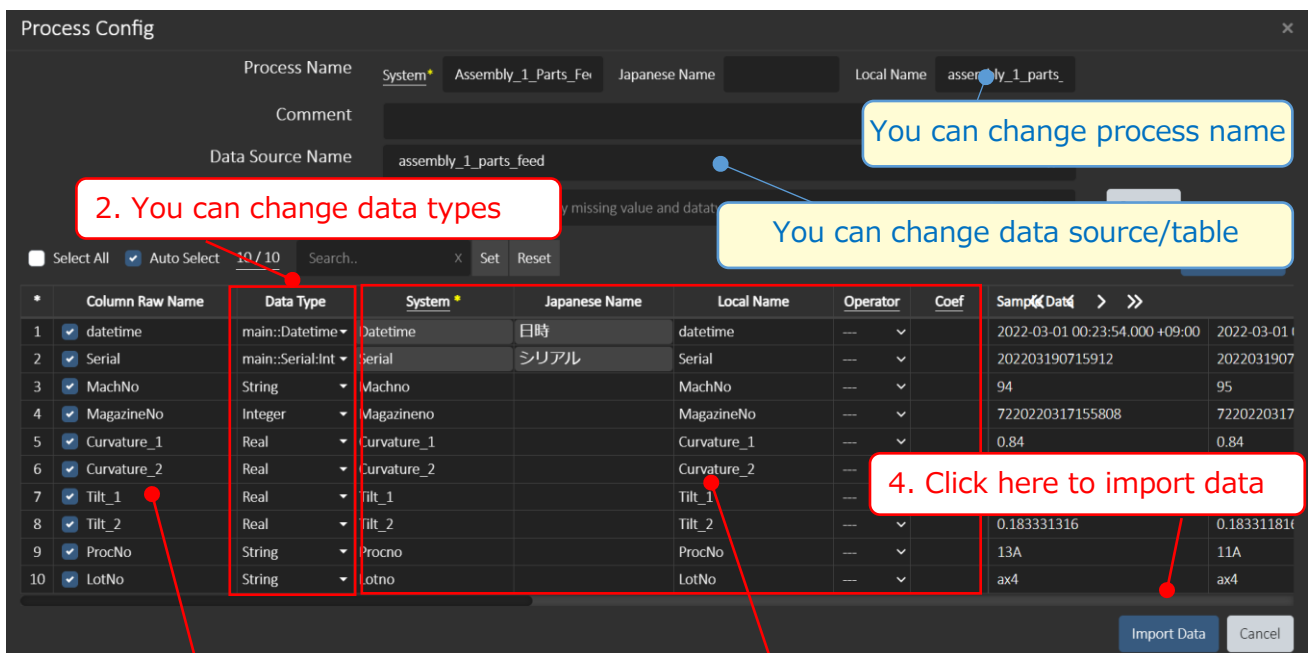 Process Config ×
Process Name System* Assembly_1_Parts_Fe Japanese Name Local Name assembly_1_parts_
Comment
You can change process name
Data Source Name assembly_1_parts_feed
2. You can change data types
y missing value and dat
You can change data source/table
Select All Auto Select 10 / 10 Search.. X Set Reset
* Column Raw Name Data Type System * Japanese Name Local Name Operator Coef Sample Data
1 datetime main::Datetime Datetime 日時 datetime --- 2022-03-01 00:23:54.000 +09:00 2022-03-01
2 Serial main::Serial:Int Serial シリアル Serial --- 202203190715912 2022031907
3 MachNo String Machno MachNo --- 94 95
4 MagazineNo Integer Magazineno MagazineNo --- 7220220317155808 7220220317
5 Curvature_1 Real Curvature_1 Curvature_1 --- 0.84 0.84
6 Curvature_2 Real Curvature_2 Curvature_2 ---
4. Click here to import data
7 Tilt_1 Real Tilt_1 Tilt_1 ---
8 Tilt_2 Real Tilt_2 Tilt_2 --- 0.183331316 0.183311816
9 ProcNo String Procno ProcNo --- 13A 11A
10 LotNo String Lotno LotNo --- ax4 ax4
Import Data Cancel